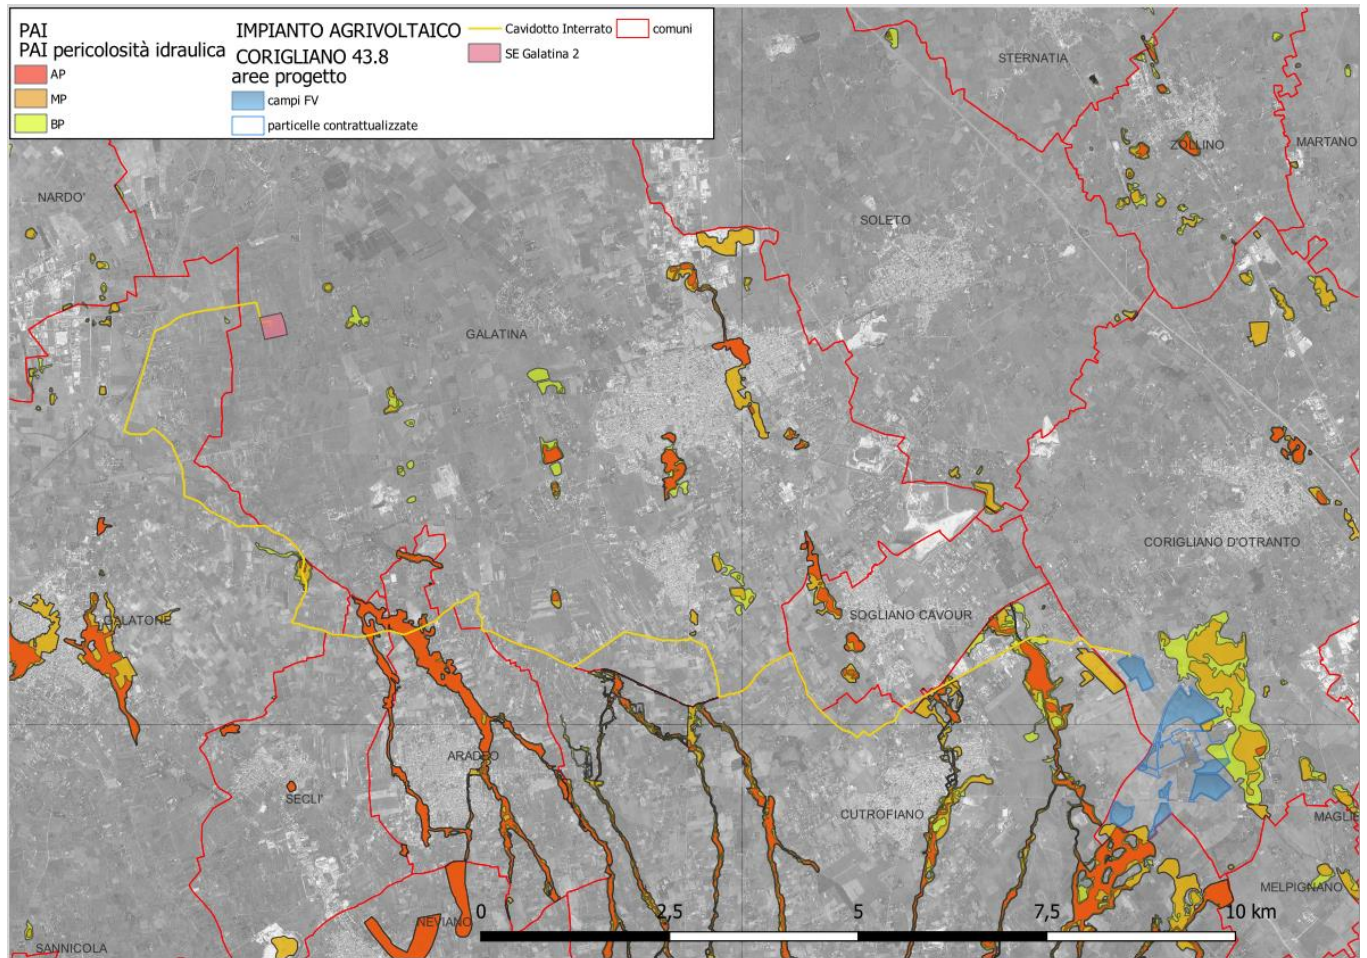 PAI
PAI pericolosità idraulica
AP
MP
BP
IMPIANTO AGRIVOLTAICO
CORIGLIANO 43.8
aree progetto
campi FV
particelle contrattualizzate
Cavidotto Interrato
SE Galatina 2
comuni
STERNATIA
ZOLLINO
MARTANO
NARDO'
SOLETO
GALATINA
CORIGLIANO D'OTRANTO
GALATONE
SOGLIANO CAVOUR
ARADEO
SECLI'
CUTROFIANO
MAGLIE
MELPIGNANO
NEVIANO
SANNICOLA
0
2,5
5
7,5
10 km